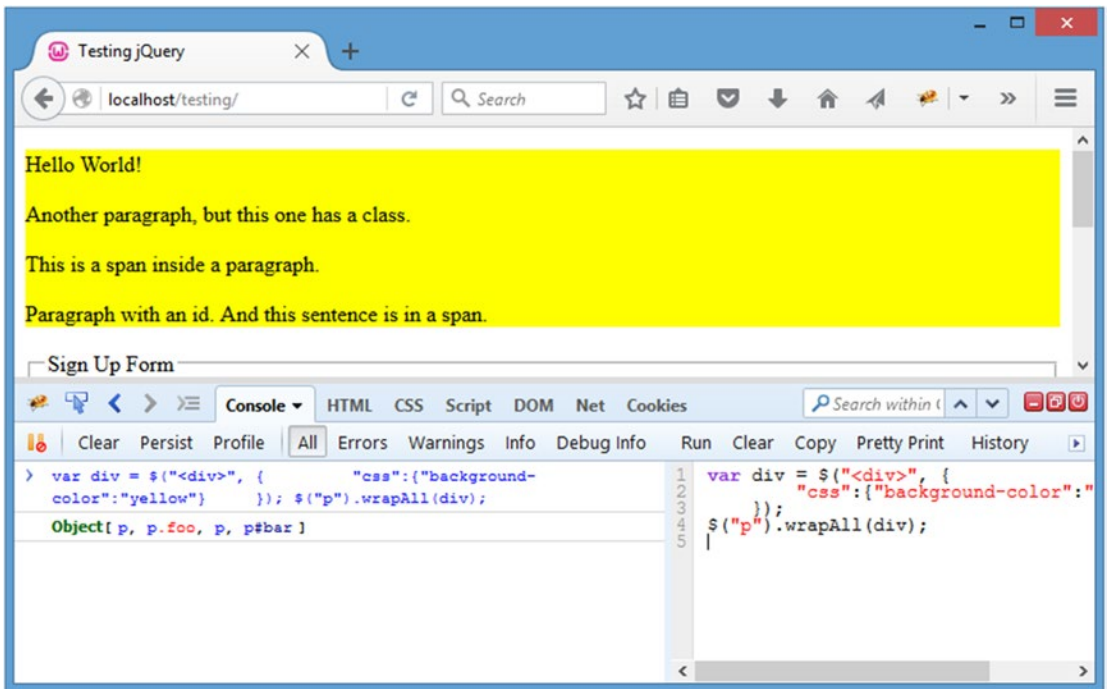 Testing jQuery
localhost/testing/
Search
Hello World!
Another paragraph, but this one has a class.
This is a span inside a paragraph.
Paragraph with an id. And this sentence is in a span.
Sign Up Form
Console HTML CSS Script DOM Net Cookies
Search within (
Clear Persist Profile All Errors Warnings Info Debug Info
Run Clear Copy Pretty Print History
> var div = $("<div>", { "css":{"background-
color":"yellow"} }); $("p").wrapAll(div);
Object[ p, p.foo, p, p#bar ]
1 var div = $("<div>", {
2 "css":{"background-color":"
3 });
4 $("p").wrapAll(div);
5